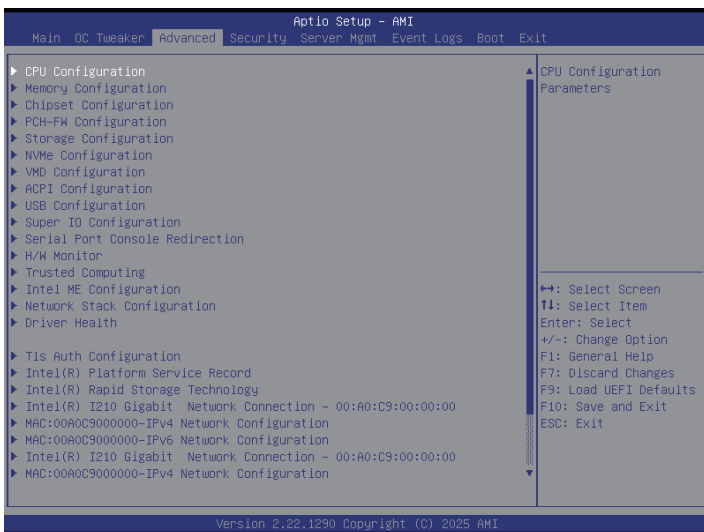 Aptio Setup – AMI
Main OC Tweaker Advanced Security Server Mgmt Event Logs Boot Exit
CPU Configuration
Memory Configuration
Chipset Configuration
PCH-FW Configuration
Storage Configuration
NVMe Configuration
VMD Configuration
ACPI Configuration
USB Configuration
Super IO Configuration
Serial Port Console Redirection
H/W Monitor
Trusted Computing
Intel ME Configuration
Network Stack Configuration
Driver Health
Tls Auth Configuration
Intel(R) Platform Service Record
Intel(R) Rapid Storage Technology
Intel(R) I210 Gigabit  Network Connection – 00:A0:C9:00:00:00
MAC:00A0C9000000-IPv4 Network Configuration
MAC:00A0C9000000-IPv6 Network Configuration
Intel(R) I210 Gigabit  Network Connection – 00:A0:C9:00:00:00
MAC:00A0C9000000-IPv4 Network Configuration
CPU Configuration
Parameters
↔: Select Screen
↑↓: Select Item
Enter: Select
+/-: Change Option
F1: General Help
F7: Discard Changes
F9: Load UEFI Defaults
F10: Save and Exit
ESC: Exit
Version 2.22.1290 Copyright (C) 2025 AMI